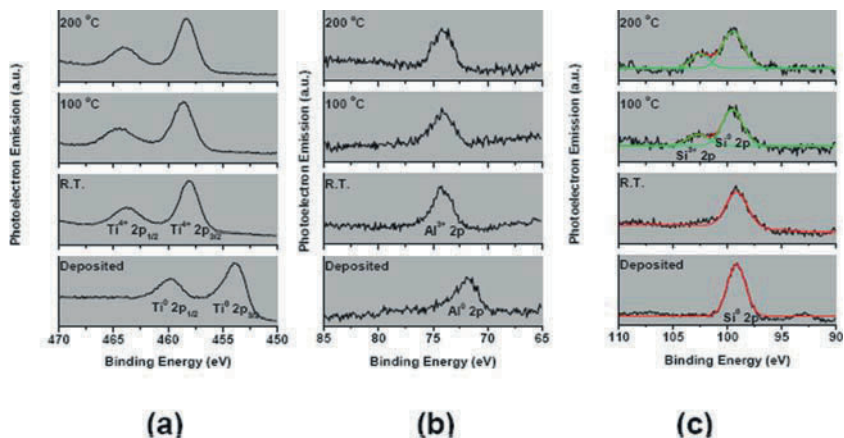 Photoelectron Emission (a.u.)
200 °C
100 °C
R.T.
Ti4+ 2p1/2 Ti4+ 2p3/2
Deposited
Ti0 2p1/2 Ti0 2p3/2
470 465 460 455 450
Binding Energy (eV)
(a)
Photoelectron Emission (a.u.)
200 °C
100 °C
R.T.
Al3+ 2p
Deposited
Al0 2p
85 80 75 70 65
Binding Energy (eV)
(b)
Photoelectron Emission (a.u.)
200 °C
100 °C
Si0 2p
2p
R.T.
Deposited
Si0 2p
110 105 100 95 90
Binding Energy (eV)
(c)